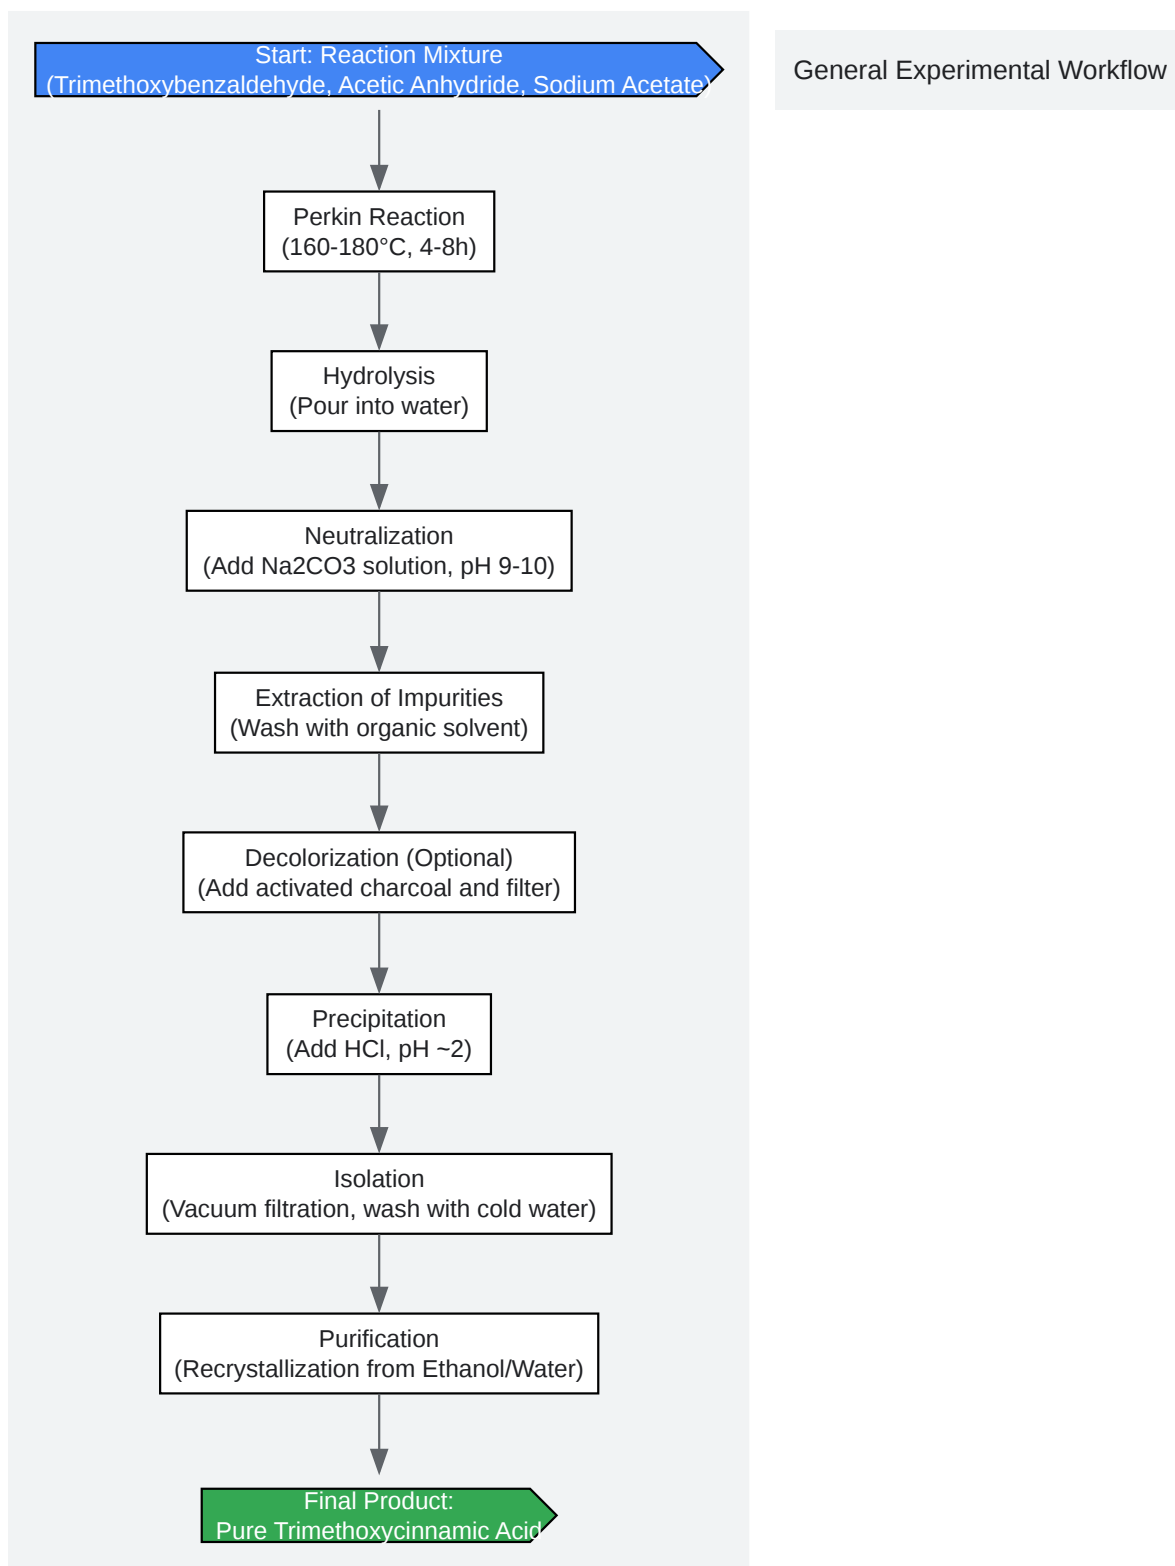 Start: Reaction Mixture
(Trimethoxybenzaldehyde, Acetic Anhydride, Sodium Acetate)
General Experimental Workflow
Perkin Reaction
(160-180°C, 4-8h)
Hydrolysis
(Pour into water)
Neutralization
(Add Na2CO3 solution, pH 9-10)
Extraction of Impurities
(Wash with organic solvent)
Decolorization (Optional)
(Add activated charcoal and filter)
Precipitation
(Add HCl, pH ~2)
Isolation
(Vacuum filtration, wash with cold water)
Purification
(Recrystallization from Ethanol/Water)
Final Product:
Pure Trimethoxycinnamic Acid